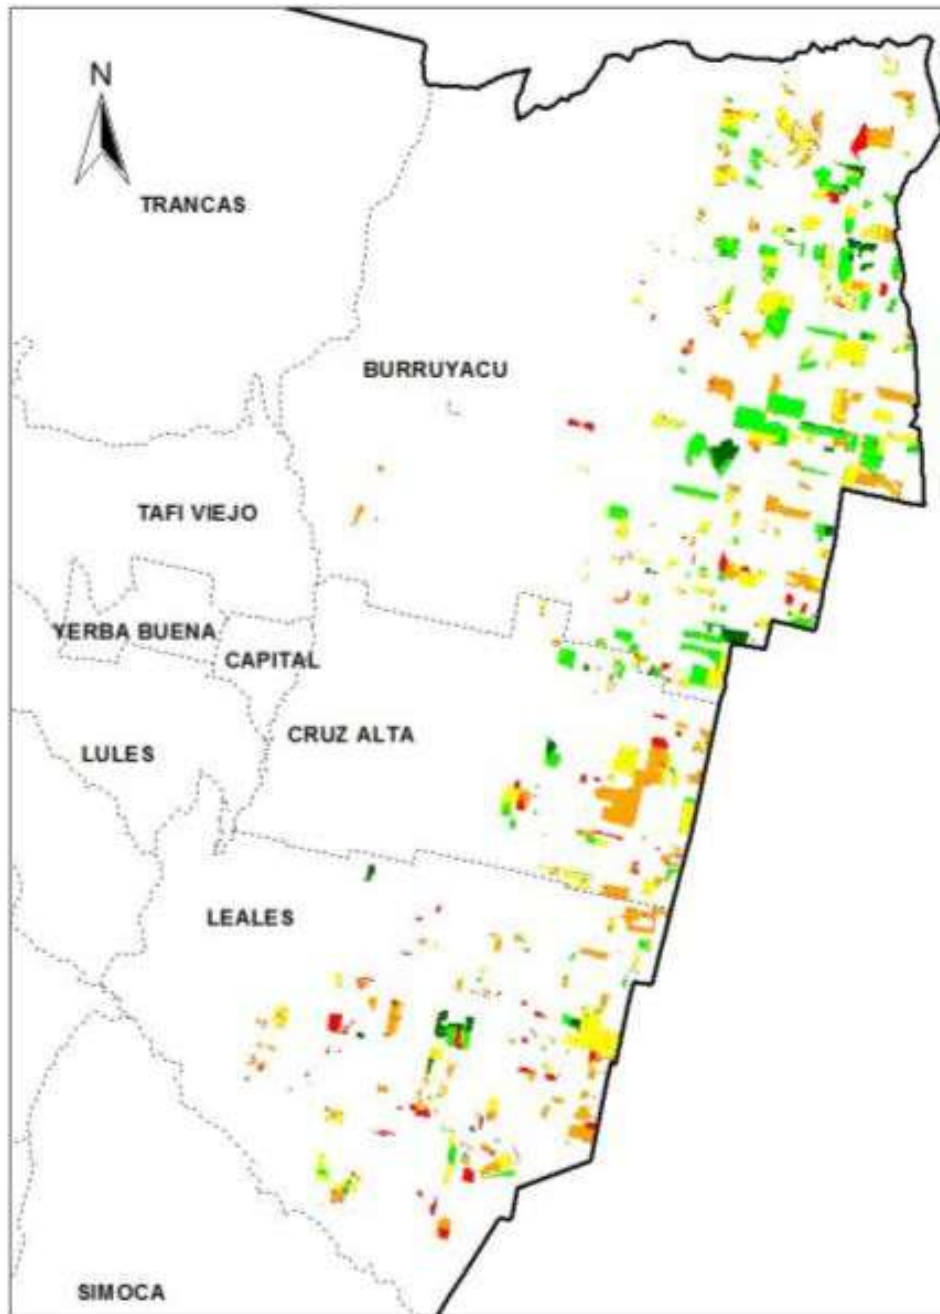 N
TRANCAS
BURRUYACU
TAFI VIEJO
YERBA BUENA
CAPITAL
CRUZ ALTA
LULES
LEALES
SIMOCA